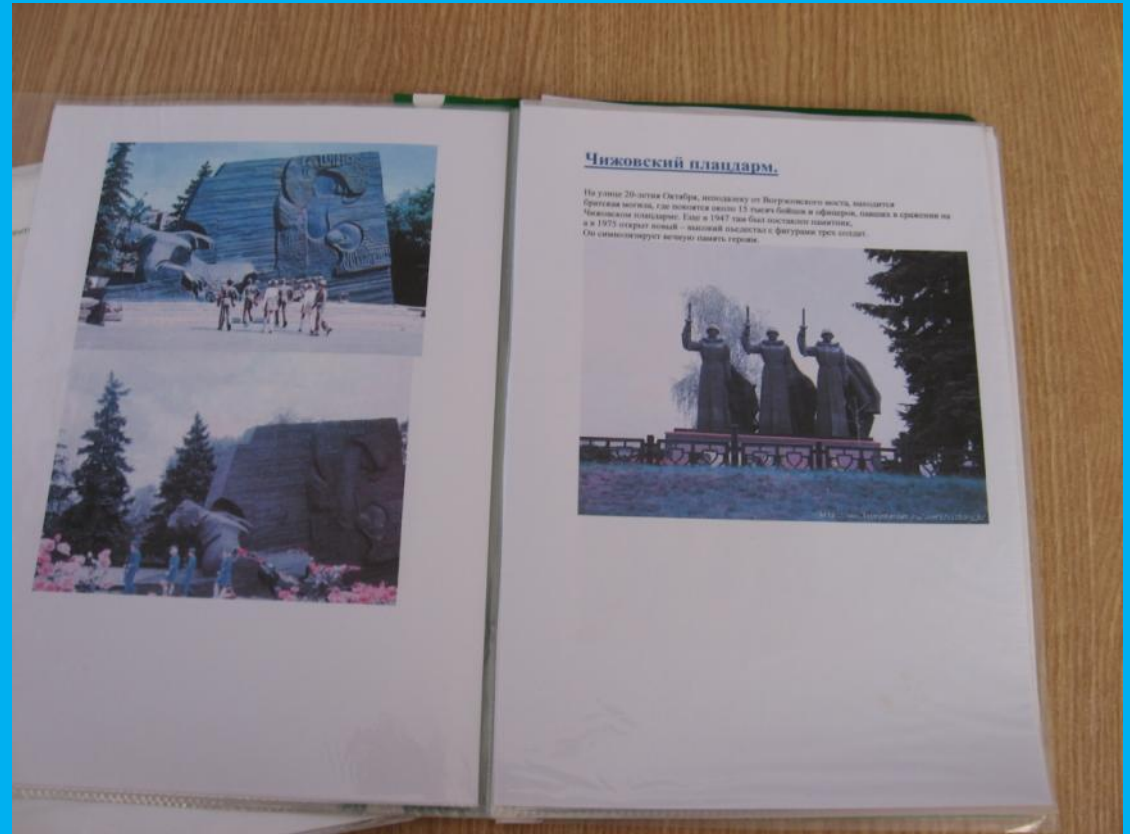 Чижовский плацдарм.
На улице 20-летия Октября, неподалеку от Вогрэсовского моста, находится
братская могила, где покоятся около 15 тысяч бойцов и офицеров, павших в сражении на
Чижовском плацдарме. Еще в 1947 там был поставлен памятник,
а в 1975 открыт новый – высокий пьедестал с фигурами трех солдат.
Он символизирует вечную память героям.